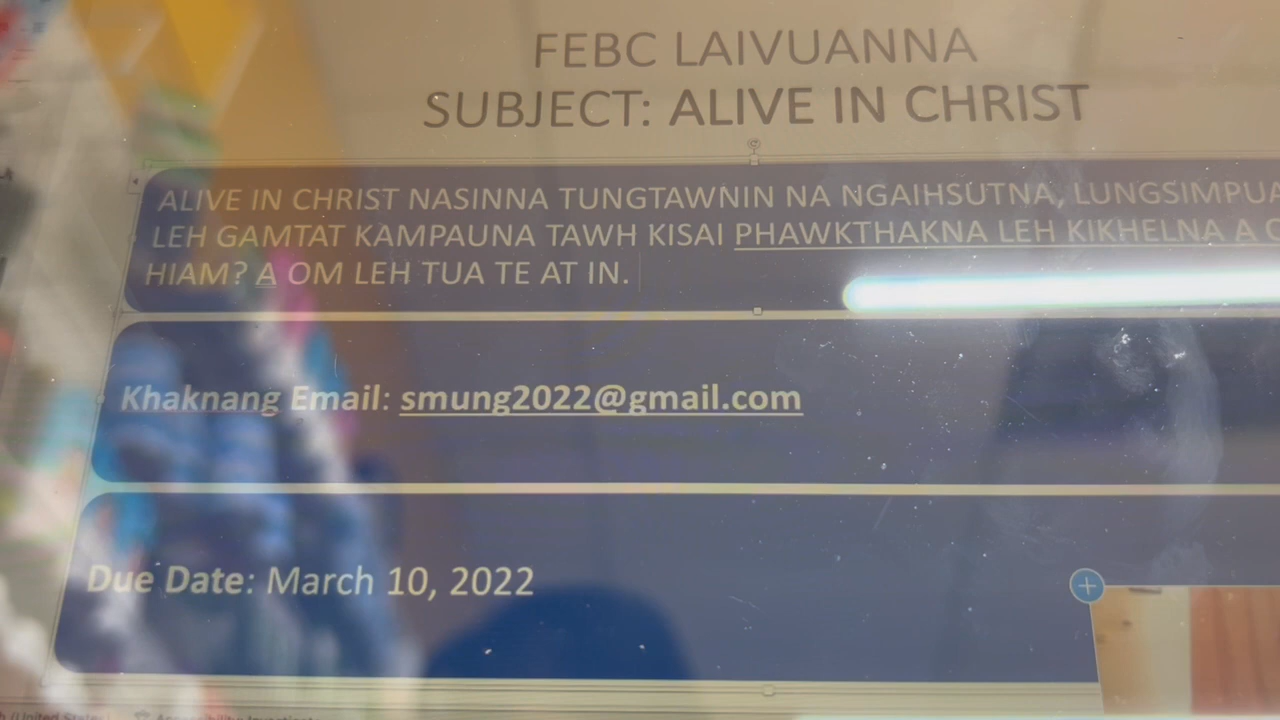 FEBC LAIVUANNA
SUBJECT: ALIVE IN CHRIST
ALIVE IN CHRIST NASINNA TUNGTAWNIN NA NGAIHSUTNA,
LEH GAMTAT KAMPAUNA TAWH KISAI PHAWKTHAKNA LEH KIKHELNA A
HIAM? A OM LEH TUA TE AT IN.
Khaknang Email: smung2022@gmail.com
Due Date: March 10, 2022